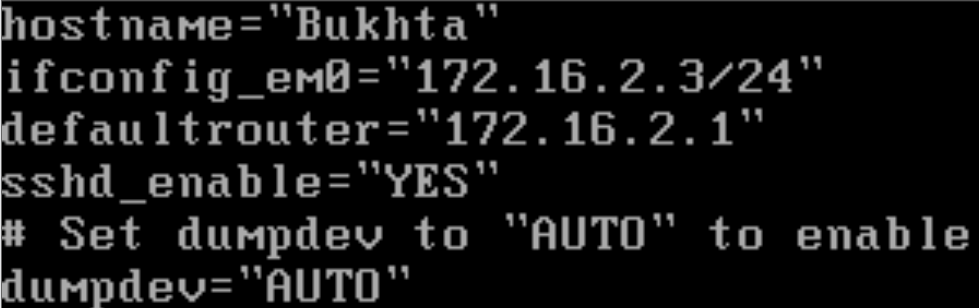 hostname="Bukhta"
ifconfig_em0="172.16.2.3/24"
defaultrouter="172.16.2.1"
sshd_enable="YES"
# Set dumpdev to "AUTO" to enable
dumpdev="AUTO"